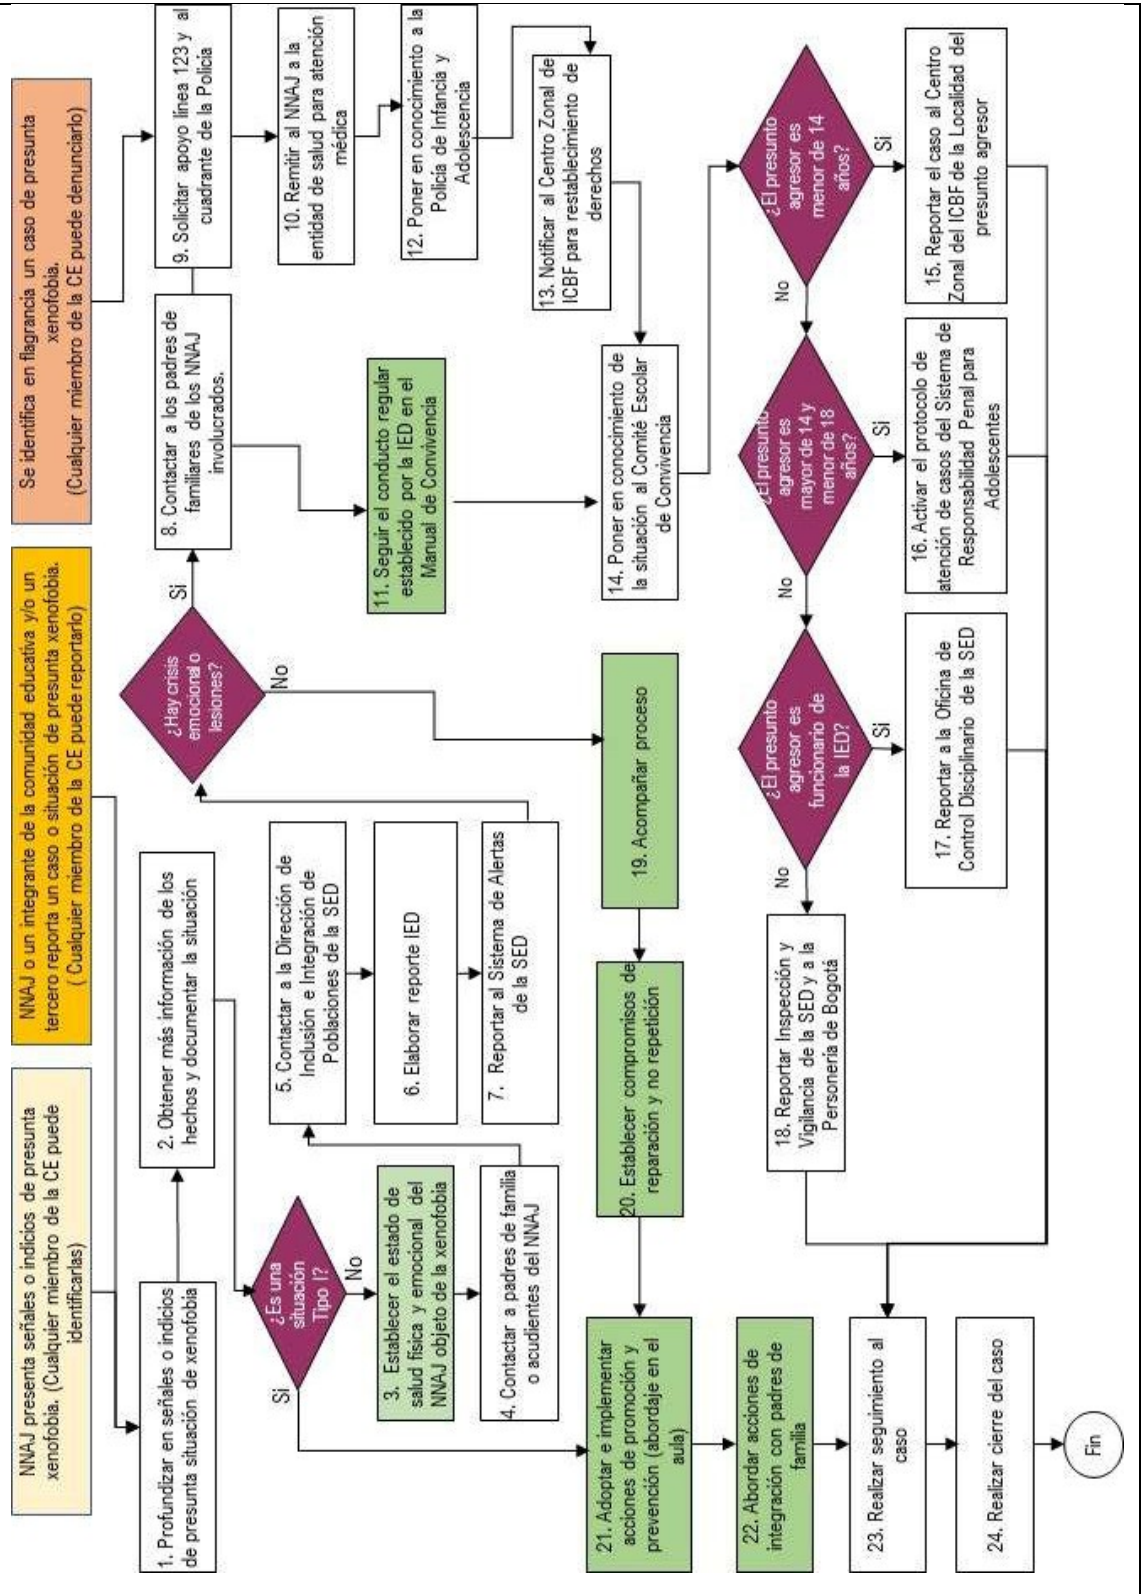 NNAJ presenta señales o indicios de presunta
xenofobia. (Cualquier miembro de la CE puede
identificarlas)
NNAJ o un integrante de la comunidad educativa y/o un
tercero reporta un caso o situación de presunta xenofobia.
( Cualquier miembro de la CE puede reportarlo)
Se identifica en flagrancia un caso de presunta
xenofobia.
(Cualquier miembro de la CE puede denunciarlo)
1. Profundizar en señales o indicios
de presunta situación de xenofobia
2. Obtener más información de los
hechos y documentar la situación
¿Es una
situación
Tipo I?
Si
No
3. Establecer el estado de
salud física y emocional del
NNAJ objeto de la xenofobia
4. Contactar a padres de familia
o acudientes del NNAJ
5. Contactar a la Dirección de
Inclusión e Integración de
Poblaciones de la SED
6. Elaborar reporte IED
7. Reportar al Sistema de Alertas
de la SED
¿Hay crisis
emocional o
lesiones?
Si
No
8. Contactar a los padres de
familiares de los NNAJ
involucrados.
9. Solicitar apoyo linea 123 y al
cuadrante de la Policía
10. Remitir al NNAJ a la
entidad de salud para atención
médica
11. Seguir el conducto regular
establecido por la IED en el
Manual de Convivencia
12. Poner en conocimiento a la
Policía de Infancia y
Adolescencia
13. Notificar al Centro Zonal de
ICBF para restablecimiento de
derechos
14. Poner en conocimiento de
la situación al Comité Escolar
de Convivencia
¿El presunto
agresor es
menor de 14
años?
Si
No
15. Reportar el caso al Centro
Zonal del ICBF de la Localidad del
presunto agresor
¿El presunto
agresor es
mayor de 14 y
menor de 18
años?
Si
No
16. Activar el protocolo de
atención de casos del Sistema de
Responsabilidad Penal para
Adolescentes
¿El presunto
agresor es
funcionario de
la IED?
Si
No
17. Reportar a la Oficina de
Control Disciplinario de la SED
18. Reportar Inspección y
Vigilancia de la SED y a la
Personería de Bogotá
19. Acompañar proceso
20. Establecer compromisos de
reparación y no repetición
21. Adoptar e implementar
acciones de promoción y
prevención (abordaje en el
aula)
22. Abordar acciones de
integración con padres de
familia
23. Realizar seguimiento al
caso
24. Realizar cierre del caso
Fin